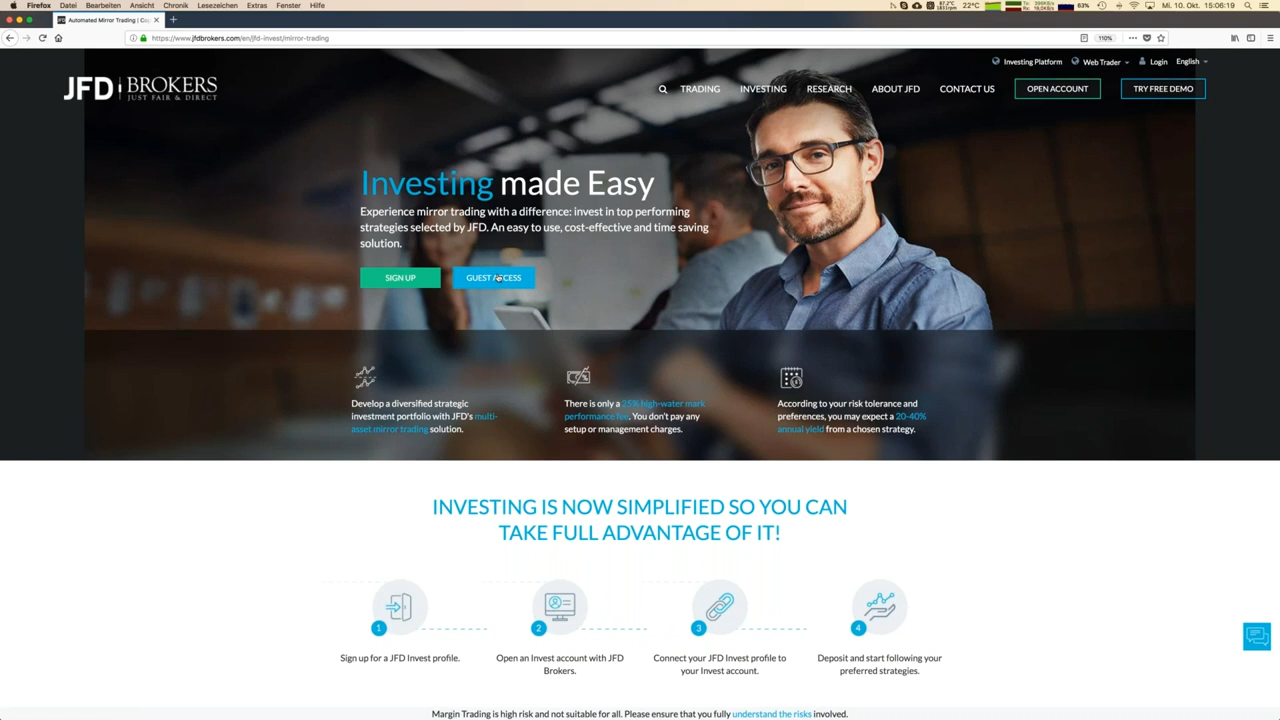 Firefox Datei Bearbeiten Ansicht Chronik Lesezeichen Extras Fenster Hilfe
22°C
63%
Mi. 10. Okt. 15:06:19
Automated Mirror Trading | Cop
https://www.jfdbrokers.com/en/jfd-invest/mirror-trading
110%
Investing Platform Web Trader Login English
JFD BROKERS
JUST FAIR & DIRECT
TRADING INVESTING RESEARCH ABOUT JFD CONTACT US OPEN ACCOUNT TRY FREE DEMO
Investing made Easy
Experience mirror trading with a difference: invest in top performing
strategies selected by JFD. An easy to use, cost-effective and time saving
solution.
SIGN UP GUEST ACCESS
Develop a diversified strategic
investment portfolio with JFD's multi-
asset mirror trading solution.
There is only a 25% high-water mark
performance fee. You don't pay any
setup or management charges.
According to your risk tolerance and
preferences, you may expect a 20-40%
annual yield from a chosen strategy.
INVESTING IS NOW SIMPLIFIED SO YOU CAN
TAKE FULL ADVANTAGE OF IT!
1 2 3 4
Sign up for a JFD Invest profile.
Open an Invest account with JFD
Brokers.
Connect your JFD Invest profile to
your Invest account.
Deposit and start following your
preferred strategies.
Margin Trading is high risk and not suitable for all. Please ensure that you fully understand the risks involved.